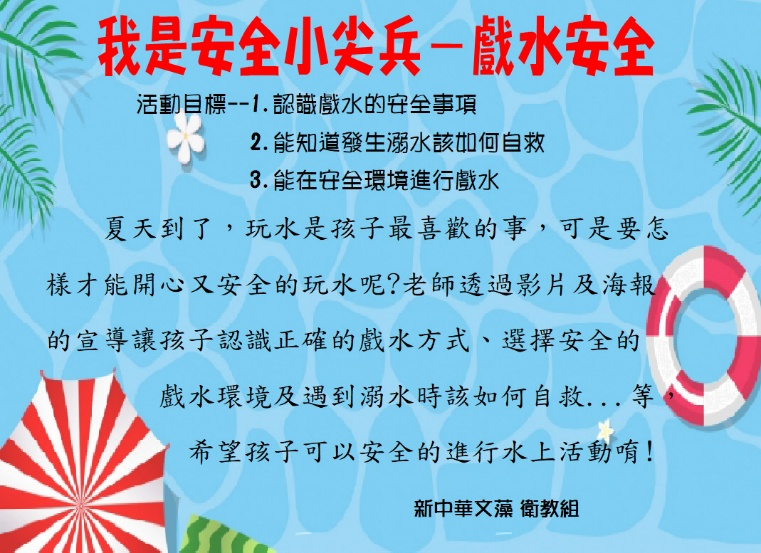 我是安全小尖兵－戲水安全
活動目標--1.認識戲水的安全事項
2.能知道發生溺水該如何自救
3.能在安全環境進行戲水
夏天到了，玩水是孩子最喜歡的事，可是要怎
樣才能開心又安全的玩水呢?老師透過影片及海報
的宣導讓孩子認識正確的戲水方式、選擇安全的
戲水環境及遇到溺水時該如何自救...等，
希望孩子可以安全的進行水上活動唷!
新中華文藻 衛教組